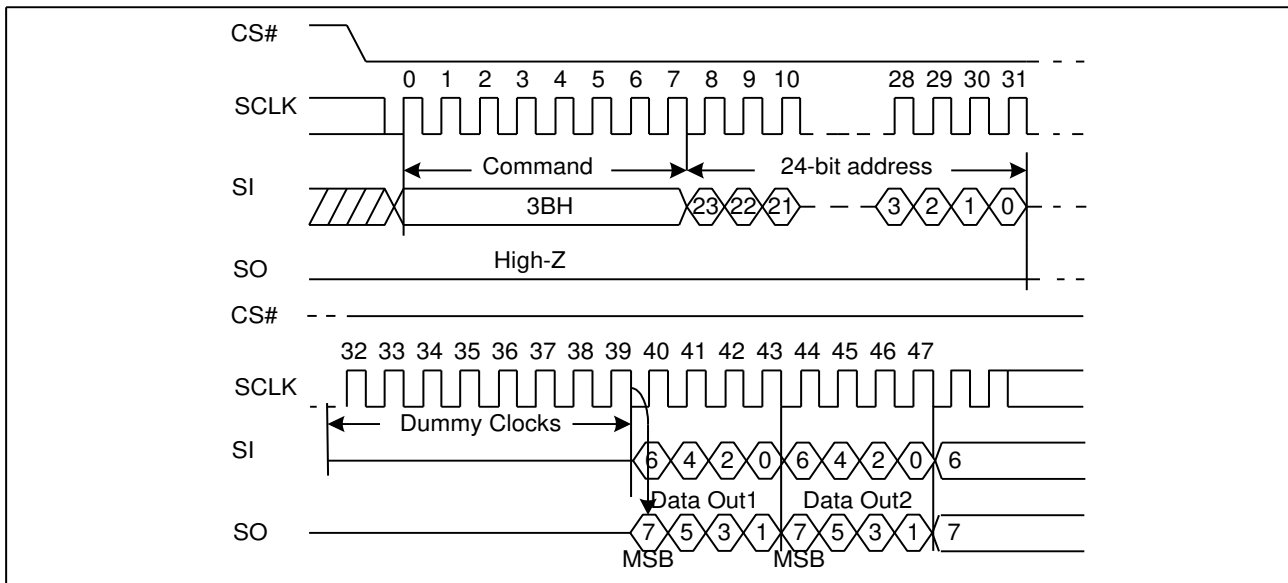 CS#
0 1 2 3 4 5 6 7 8 9 10 28 29 30 31
SCLK
Command 24-bit address
SI
3BH 23 22 21 3 2 1 0
High-Z
SO
CS#
32 33 34 35 36 37 38 39 40 41 42 43 44 45 46 47
SCLK
Dummy Clocks
SI
6 4 2 0 6 4 2 0 6
Data Out1 Data Out2
SO
7 5 3 1 7 5 3 1 7
MSB MSB